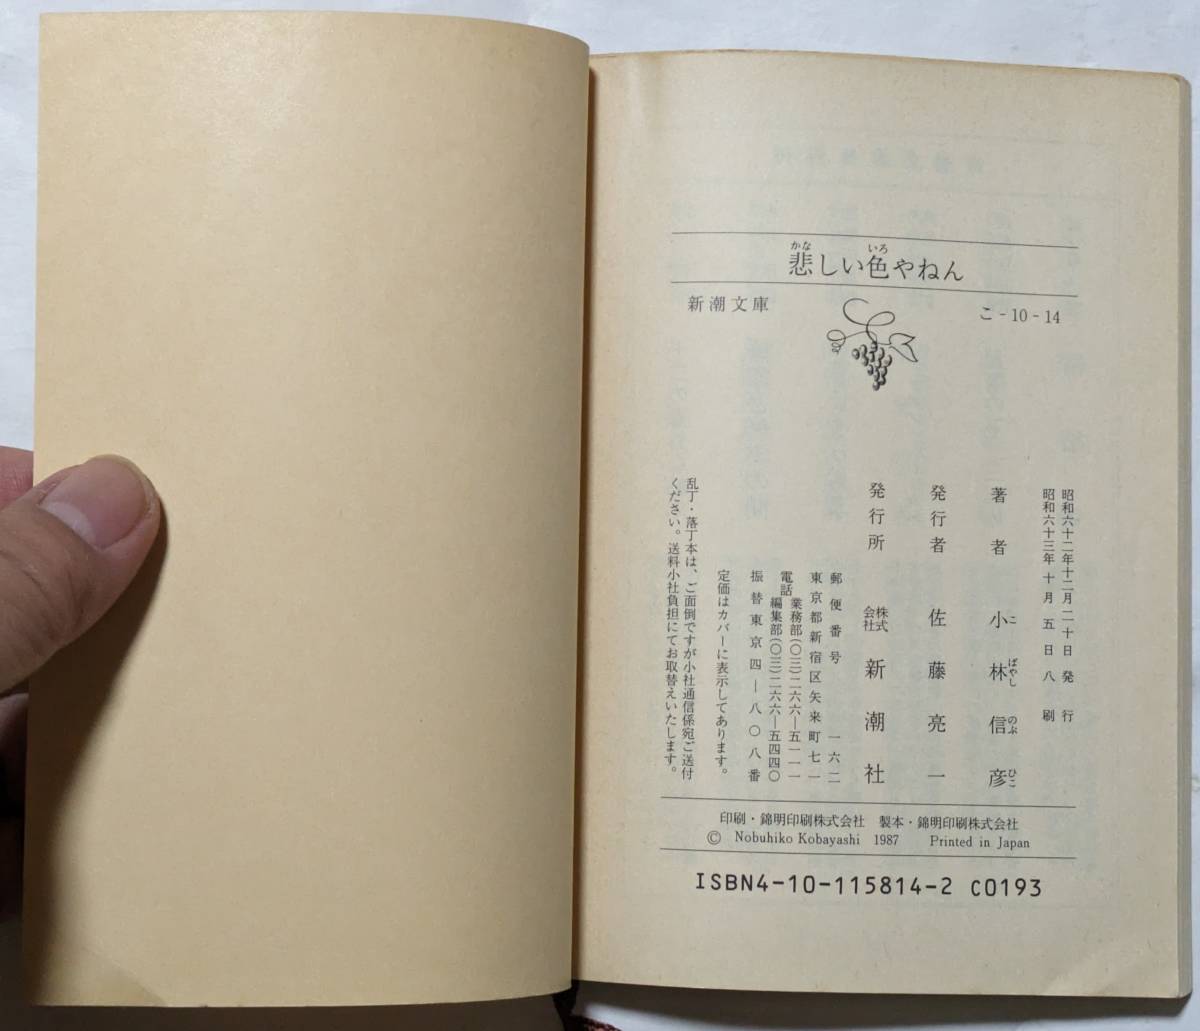 悲しい色やねん
新潮文庫
こ-10-14
昭和六十二年十二月二十日発行
昭和六十三年十月五日八刷
著者 小林信彦
発行者 佐藤亮一
発行所 株式会社 新潮社
郵便番号 一六二
東京都新宿区矢来町七一
電話 業務部(〇三)二六六―五一一一
編集部(〇三)二六六―五四四〇
振替東京四―八〇八番
定価はカバーに表示してあります。
乱丁・落丁本は、ご面倒ですが小社通信係宛ご送付
ください。送料小社負担にてお取替えいたします。
印刷・錦明印刷株式会社 製本・錦明印刷株式会社
© Nobuhiko Kobayashi 1987 Printed in Japan
ISBN4-10-115814-2 C0193